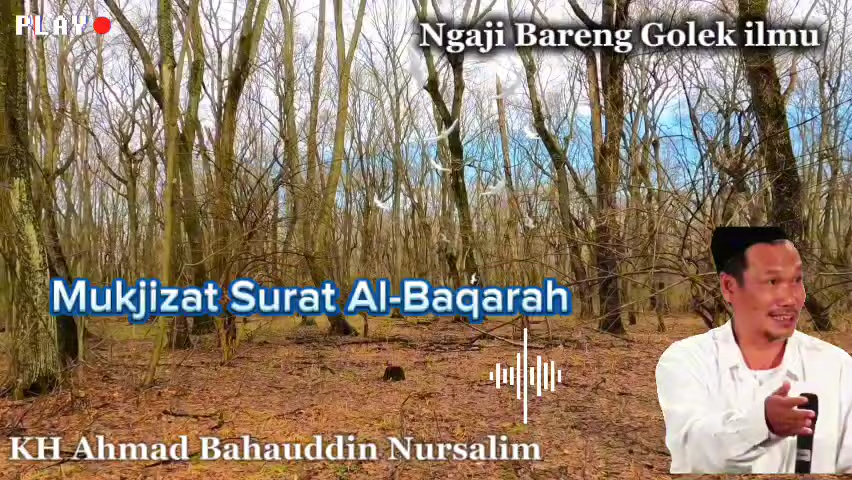 PLAY
Ngaji Bareng Golek ilmu
Mukjizat Surat Al-Baqarah
KH Ahmad Bahauddin Nursalim